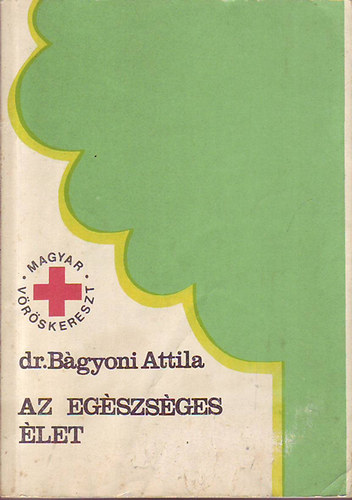 MAGYAR
VÖRÖSKERESZT
dr.Bàgyoni Attila
AZ EGÈSZSÈGES
ÈLET